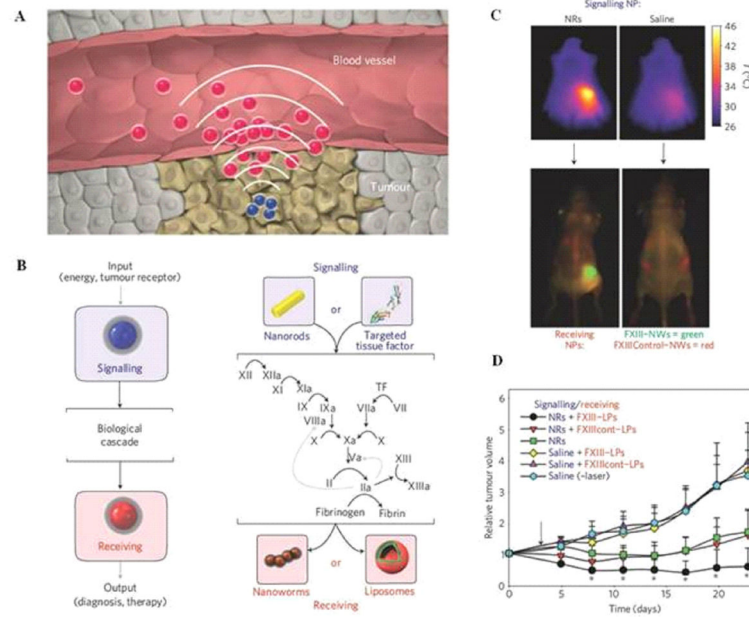 A
Blood vessel
Tumour
B
Input
(energy, tumour receptor)
Signalling
Biological
cascade
Receiving
Output
(diagnosis, therapy)
Signalling
Nanorods
or
Targeted
tissue factor
XII
XIIa
XI
XIa
IX
IXa
VIIIa
TF
VIIa
VII
X
Xa
X
Va
II
IIa
XIII
XIIIa
Fibrinogen
Fibrin
Nanoworms
or
Liposomes
Receiving
C
Signalling NP:
NRs
Saline
46
42
38
34
30
26
Receiving
NPs:
FXIII-NWs = green
FXIIIControl-NWs = red
D
Signalling/receiving
NRs + FXIII-LPs
NRs + FXIIIcont-LPs
NRs
Saline + FXIII-LPs
Saline + FXIIIcont-LPs
Saline (-laser)
Relative tumour volume
6
5
4
3
2
1
0
0
5
10
15
20
* * * * * *
Time (days)